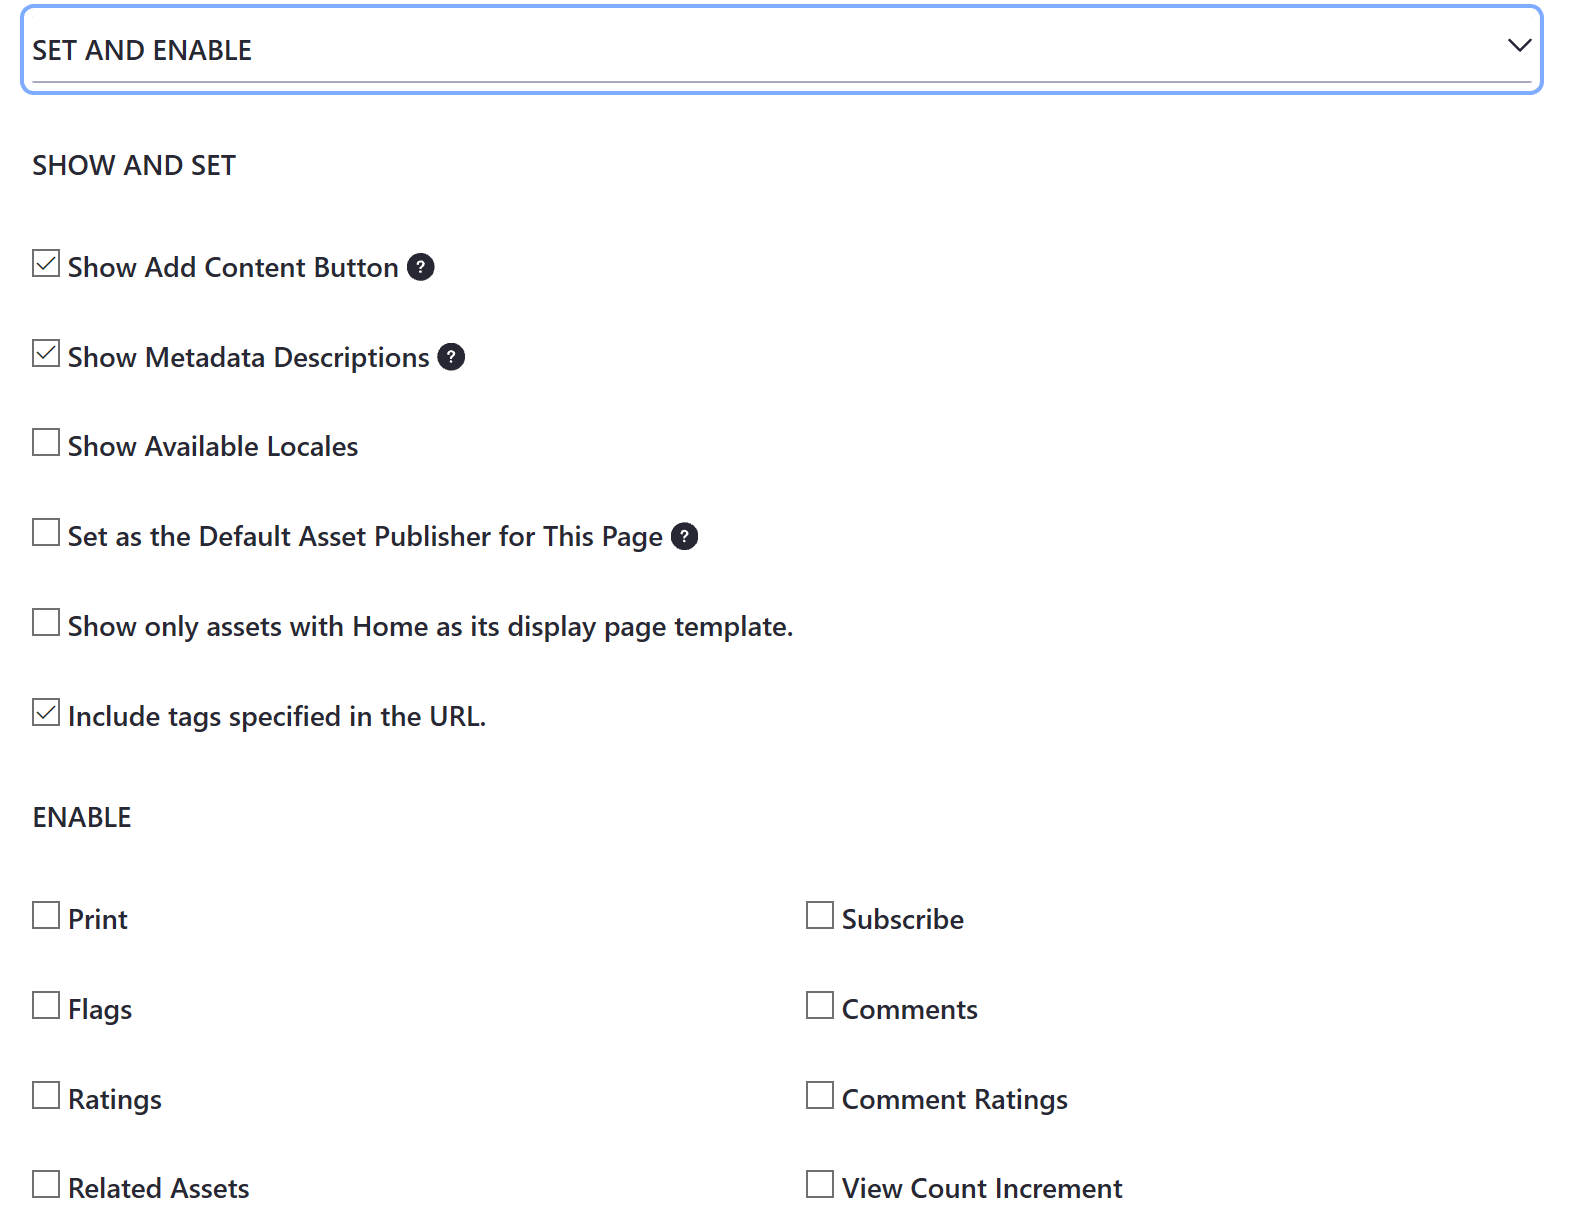 SET AND ENABLE
SHOW AND SET
Show Add Content Button ?
Show Metadata Descriptions ?
Show Available Locales
Set as the Default Asset Publisher for This Page ?
Show only assets with Home as its display page template.
Include tags specified in the URL.
ENABLE
Print
Subscribe
Flags
Comments
Ratings
Comment Ratings
Related Assets
View Count Increment